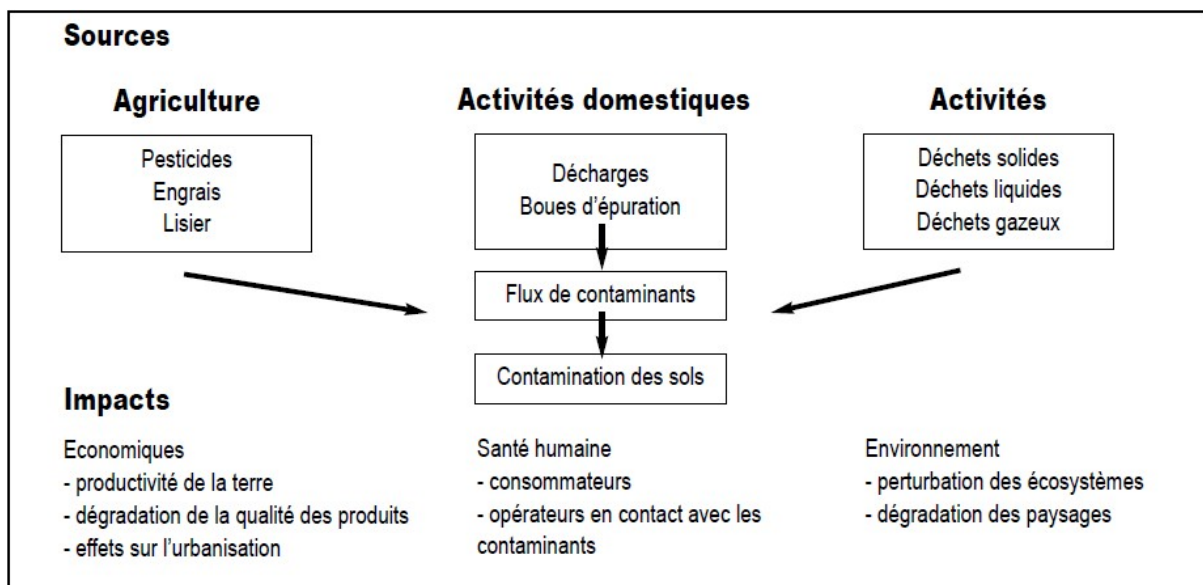 Sources
Agriculture
Pesticides
Engrais
Lisier
Activités domestiques
Décharges
Boues d'épuration
Activités
Déchets solides
Déchets liquides
Déchets gazeux
Flux de contaminants
Contamination des sols
Impacts
Economiques
- productivité de la terre
- dégradation de la qualité des produits
- effets sur l'urbanisation
Santé humaine
- consommateurs
- opérateurs en contact avec les
contaminants
Environnement
- perturbation des écosystèmes
- dégradation des paysages